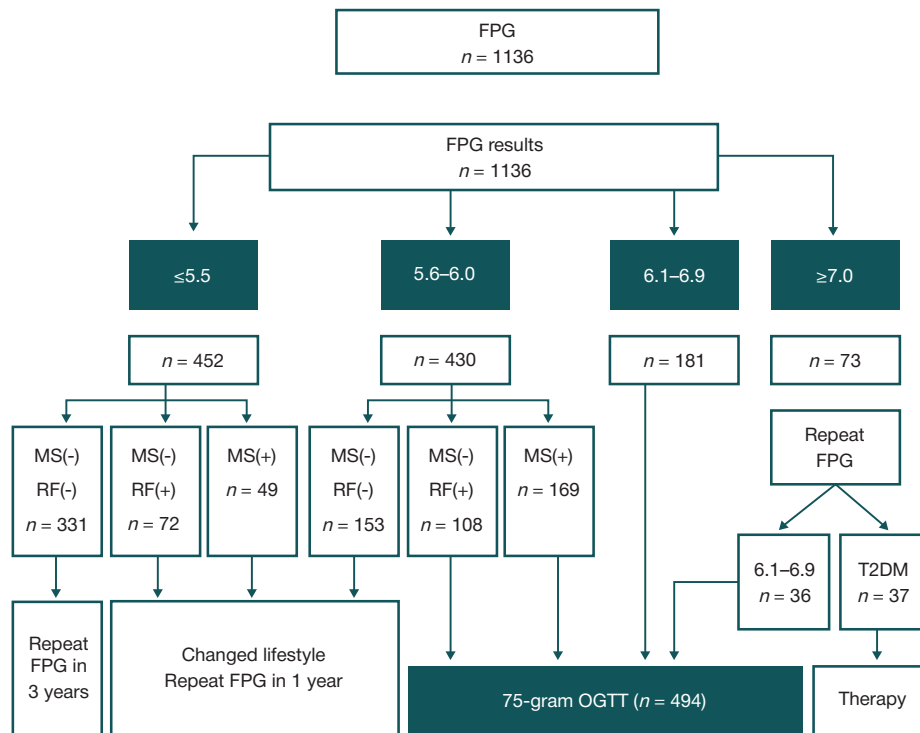 FPG
n = 1136
FPG results
n = 1136
≤5.5
5.6–6.0
6.1–6.9
≥7.0
n = 452
n = 430
n = 181
n = 73
MS(-)
RF(-)
n = 331
MS(-)
RF(+)
n = 72
MS(+)
n = 49
MS(-)
RF(-)
n = 153
MS(-)
RF(+)
n = 108
MS(+)
n = 169
Repeat
FPG
6.1–6.9
n = 36
T2DM
n = 37
Repeat
FPG in
3 years
Changed lifestyle
Repeat FPG in 1 year
75-gram OGTT (n = 494)
Therapy